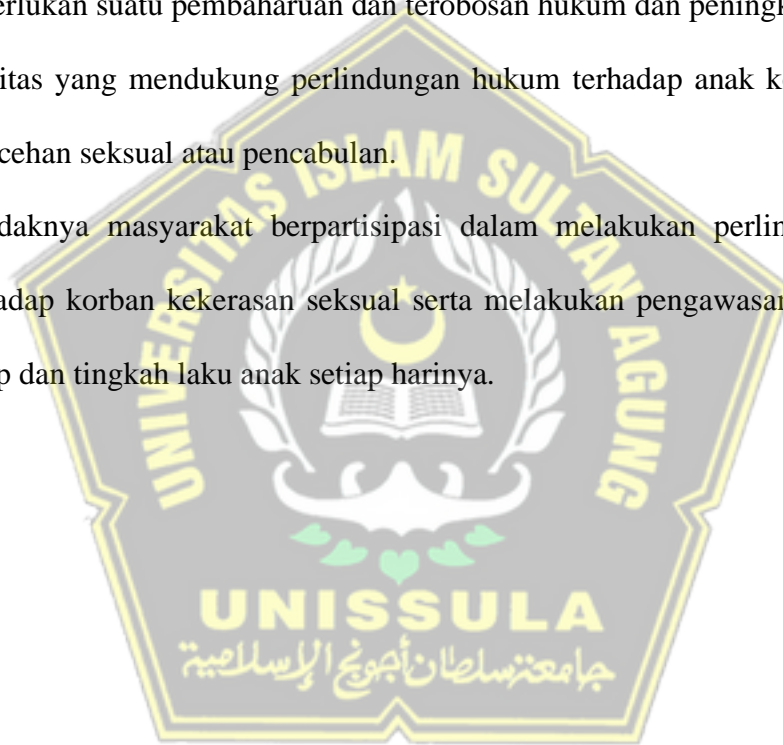 erlukan suatu pembaharuan dan terobosan hukum dan peningk
itas yang mendukung perlindungan hukum terhadap anak k
cehan seksual atau pencabulan.
daknya masyarakat berpartisipasi dalam melakukan perlin
adap korban kekerasan seksual serta melakukan pengawasan
p dan tingkah laku anak setiap harinya.
UNIVERSITAS ISLAM SULTAN AGUNG
UNISSULA
جامعة سلطان أجونج الإسلامية